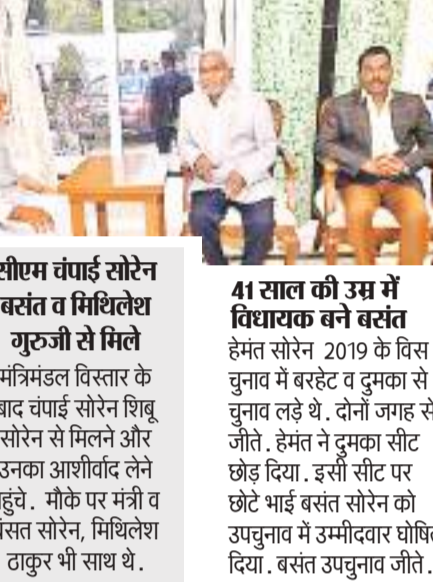 सीएम चंपाई सोरेन
बसंत व मिथिलेश
गुरुजी से मिले
मंत्रिमंडल विस्तार के
बाद चंपाई सोरेन शिबू
सोरेन से मिलने और
उनका आशीर्वाद लेने
पहुंचे. मौके पर मंत्री व
बंसत सोरेन, मिथिलेश
ठाकुर भी साथ थे.
41 साल की उम्र में
विधायक बने बसंत
हेमंत सोरेन 2019 के विस
चुनाव में बरहेट व दुमका से
चुनाव लड़े थे. दोनों जगह से
जीते. हेमंत ने दुमका सीट
छोड़ दिया. इसी सीट पर
छोटे भाई बसंत सोरेन को
उपचुनाव में उम्मीदवार घोषित
दिया. बसंत उपचुनाव जीते.